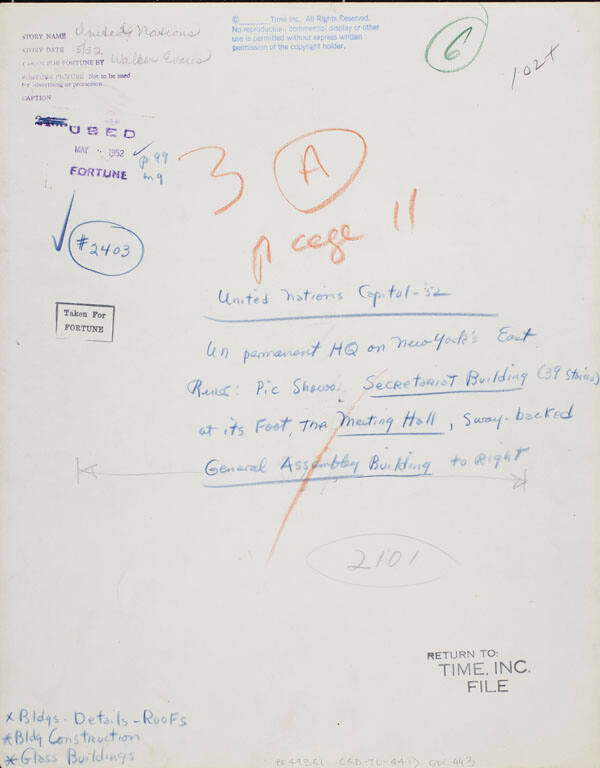 STORY NAME United Nations
STORY DATE 5/52
TAKEN FOR FORTUNE BY Walker Evans
FORTUNE PICTURE Not to be used
for advertising or promotion
CAPTION
© Time Inc. All Rights Reserved.
No reproduction, commercial display or other
use is permitted without express written
permission of the copyright holder.
6
102+
USED
MAY 1952
FORTUNE
p 99
m9
3 A
page 11
#2403
Taken For
FORTUNE
United Nations Capitol-'52
UN permanent HQ on New York's East
River: Pic Shows: Secretariat Building (39 Stories)
at its Foot, The Meeting Hall, Sway-backed
General Assembley Building to Right
2101
RETURN TO:
TIME, INC.
FILE
* Bldgs - Details - Roofs
* Bldg Construction
* Glass Buildings